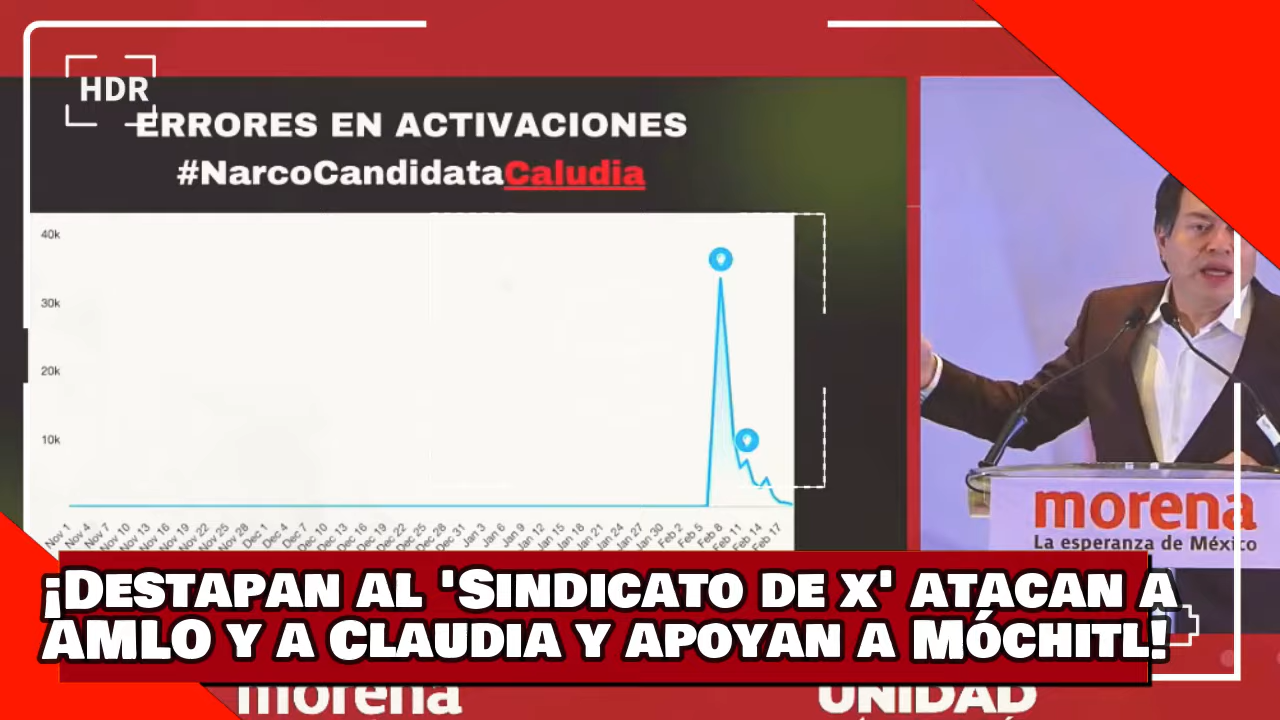 HDR
ERRORES EN ACTIVACIONES
#NarcoCandidataCaludia
40k
30k
20k
10k
Nov 1 Nov 4 Nov 7 Nov 10 Nov 13 Nov 16 Nov 19 Nov 22 Nov 25 Nov 28 Dec 1 Dec 4 Dec 7 Dec 10 Dec 13 Dec 16 Dec 19 Dec 22 Dec 25 Dec 28 Dec 31 Jan 3 Jan 6 Jan 9 Jan 12 Jan 15 Jan 18 Jan 21 Jan 24 Jan 27 Jan 30 Feb 2 Feb 5 Feb 8 Feb 11 Feb 14 Feb 17
morena
La esperanza de México
¡DESTAPAN AL 'SINDICATO DE X' ATACAN A
AMLO Y A CLAUDIA Y APOYAN A MÓCHITL!
morena
UNIDAD